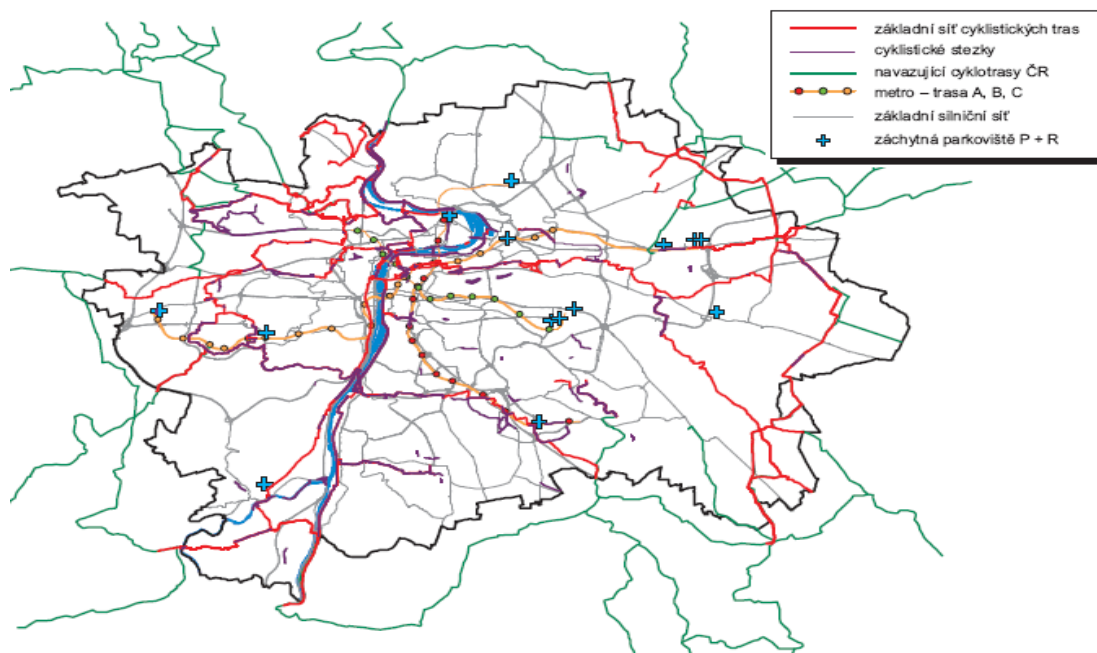 základní síť cyklistických tras
cyklistické stezky
navazující cyklotrasy ČR
metro – trasa A, B, C
základní silniční síť
záchytná parkoviště P + R